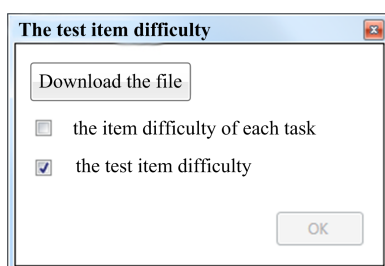 The test item difficulty
Download the file
the item difficulty of each task
the test item difficulty
OK